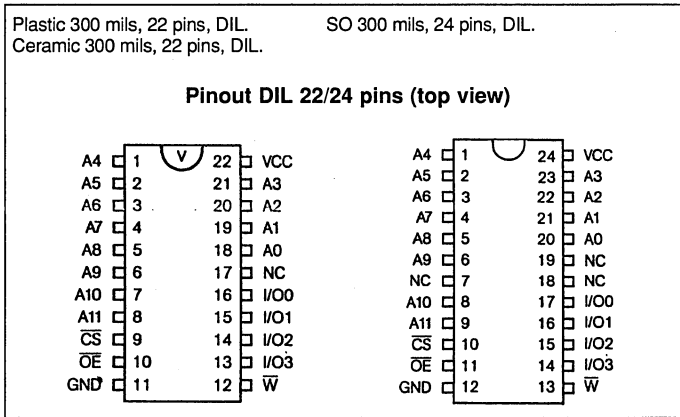 Plastic 300 mils, 22 pins, DIL. SO 300 mils, 24 pins, DIL.
Ceramic 300 mils, 22 pins, DIL.
Pinout DIL 22/24 pins (top view)
A4 1 V 22 VCC
A5 2 21 A3
A6 3 20 A2
A7 4 19 A1
A8 5 18 A0
A9 6 17 NC
A10 7 16 I/O0
A11 8 15 I/O1
C̅S̅ 9 14 I/O2
O̅E̅ 10 13 I/O3
GND 11 12 W̅
A4 1 24 VCC
A5 2 23 A3
A6 3 22 A2
A7 4 21 A1
A8 5 20 A0
A9 6 19 NC
NC 7 18 NC
A10 8 17 I/O0
A11 9 16 I/O1
C̅S̅ 10 15 I/O2
O̅E̅ 11 14 I/O3
GND 12 13 W̅